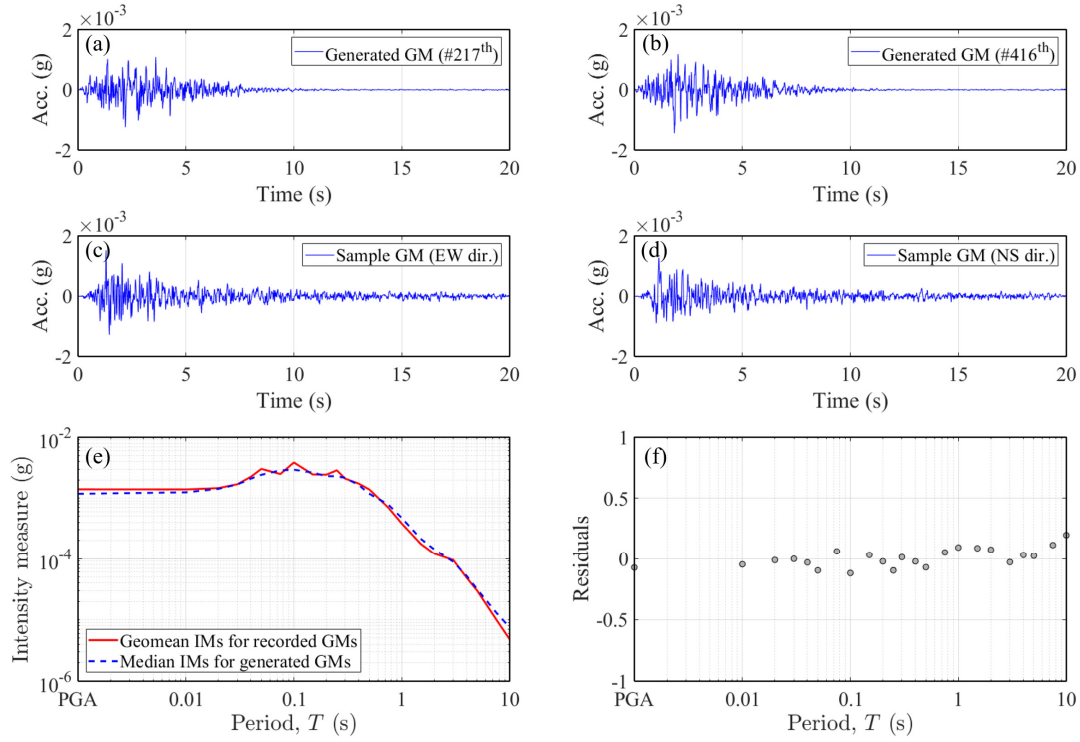 ×10⁻³
(a)
Generated GM (#217ᵗʰ)
Acc. (g)
2
0
-2
0
5
10
15
20
Time (s)
×10⁻³
(b)
Generated GM (#416ᵗʰ)
Acc. (g)
2
0
-2
0
5
10
15
20
Time (s)
×10⁻³
(c)
Sample GM (EW dir.)
Acc. (g)
2
0
-2
0
5
10
15
20
Time (s)
×10⁻³
(d)
Sample GM (NS dir.)
Acc. (g)
2
0
-2
0
5
10
15
20
Time (s)
(e)
Intensity measure (g)
10⁻²
10⁻⁴
10⁻⁶
Geomean IMs for recorded GMs
Median IMs for generated GMs
PGA
0.01
0.1
1
10
Period, T (s)
(f)
Residuals
1
0.5
0
-0.5
-1
PGA
0.01
0.1
1
10
Period, T (s)